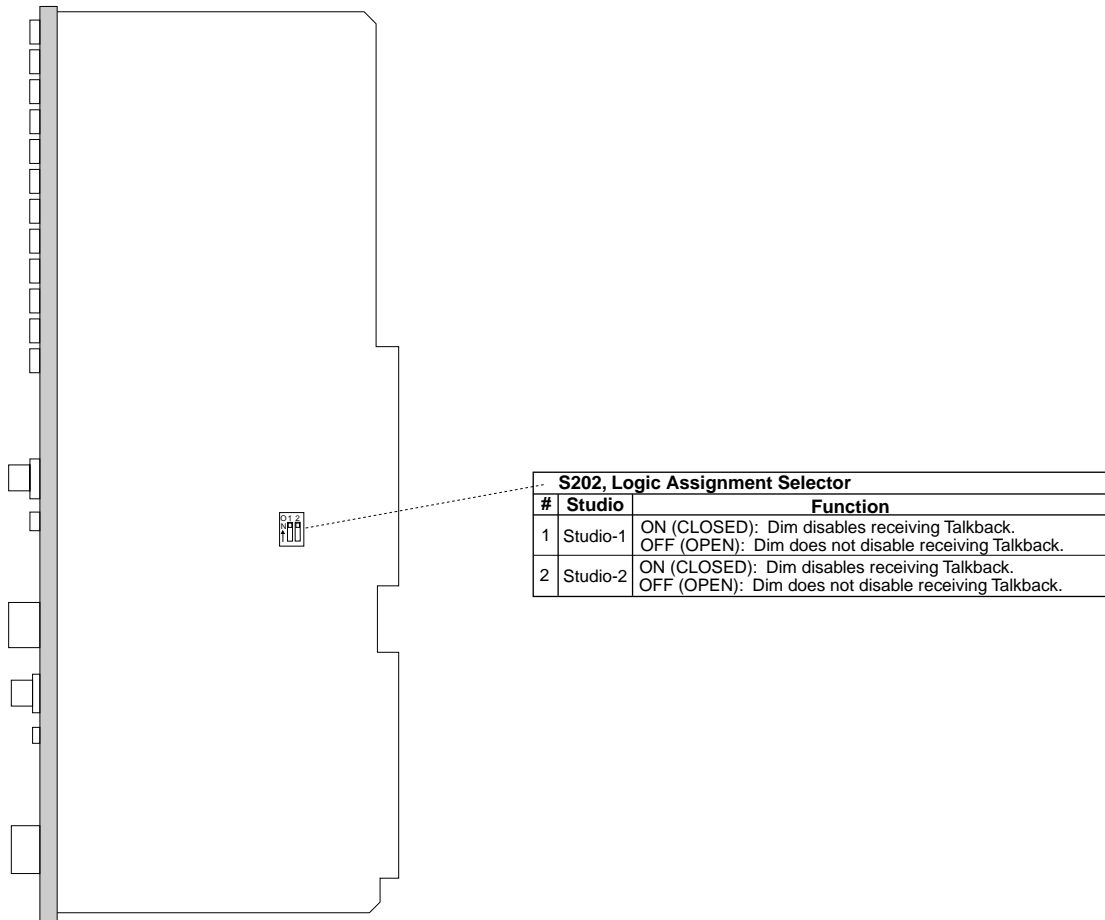 S202, Logic Assignment Selector
# Studio Function
1 Studio-1 ON (CLOSED): Dim disables receiving Talkback.
OFF (OPEN): Dim does not disable receiving Talkback.
2 Studio-2 ON (CLOSED): Dim disables receiving Talkback.
OFF (OPEN): Dim does not disable receiving Talkback.
O 1 2
N